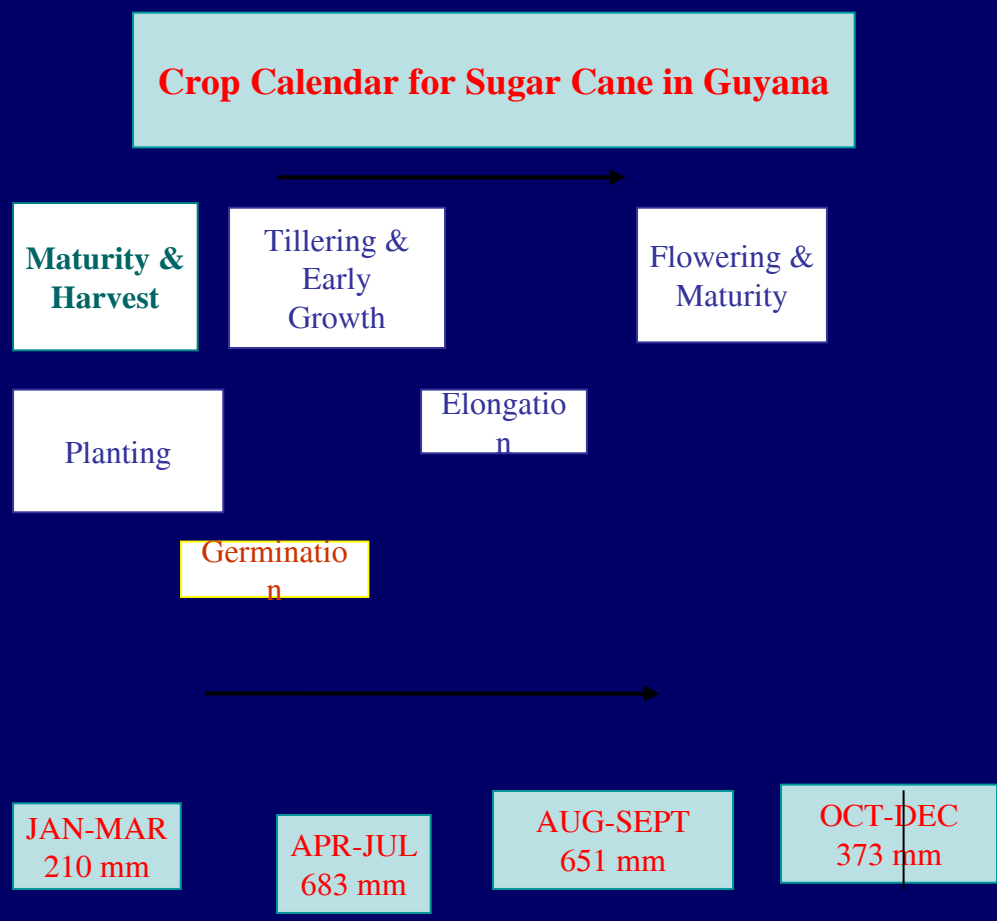 Crop Calendar for Sugar Cane in Guyana
Maturity &
Harvest
Tillering &
Early
Growth
Flowering &
Maturity
Planting
Elongatio
n
Germinatio
n
JAN-MAR
210 mm
APR-JUL
683 mm
AUG-SEPT
651 mm
OCT-DEC
373 mm